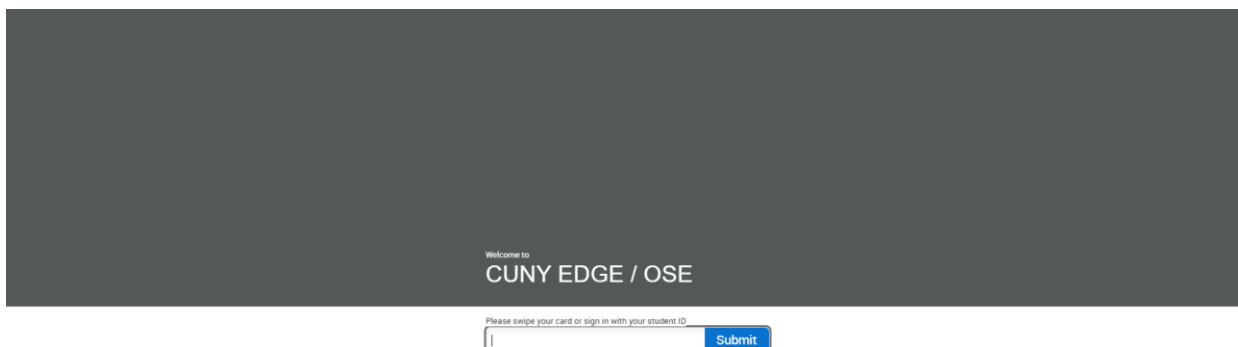 Welcome to
CUNY EDGE / OSE
Please swipe your card or sign in with your student ID
Submit